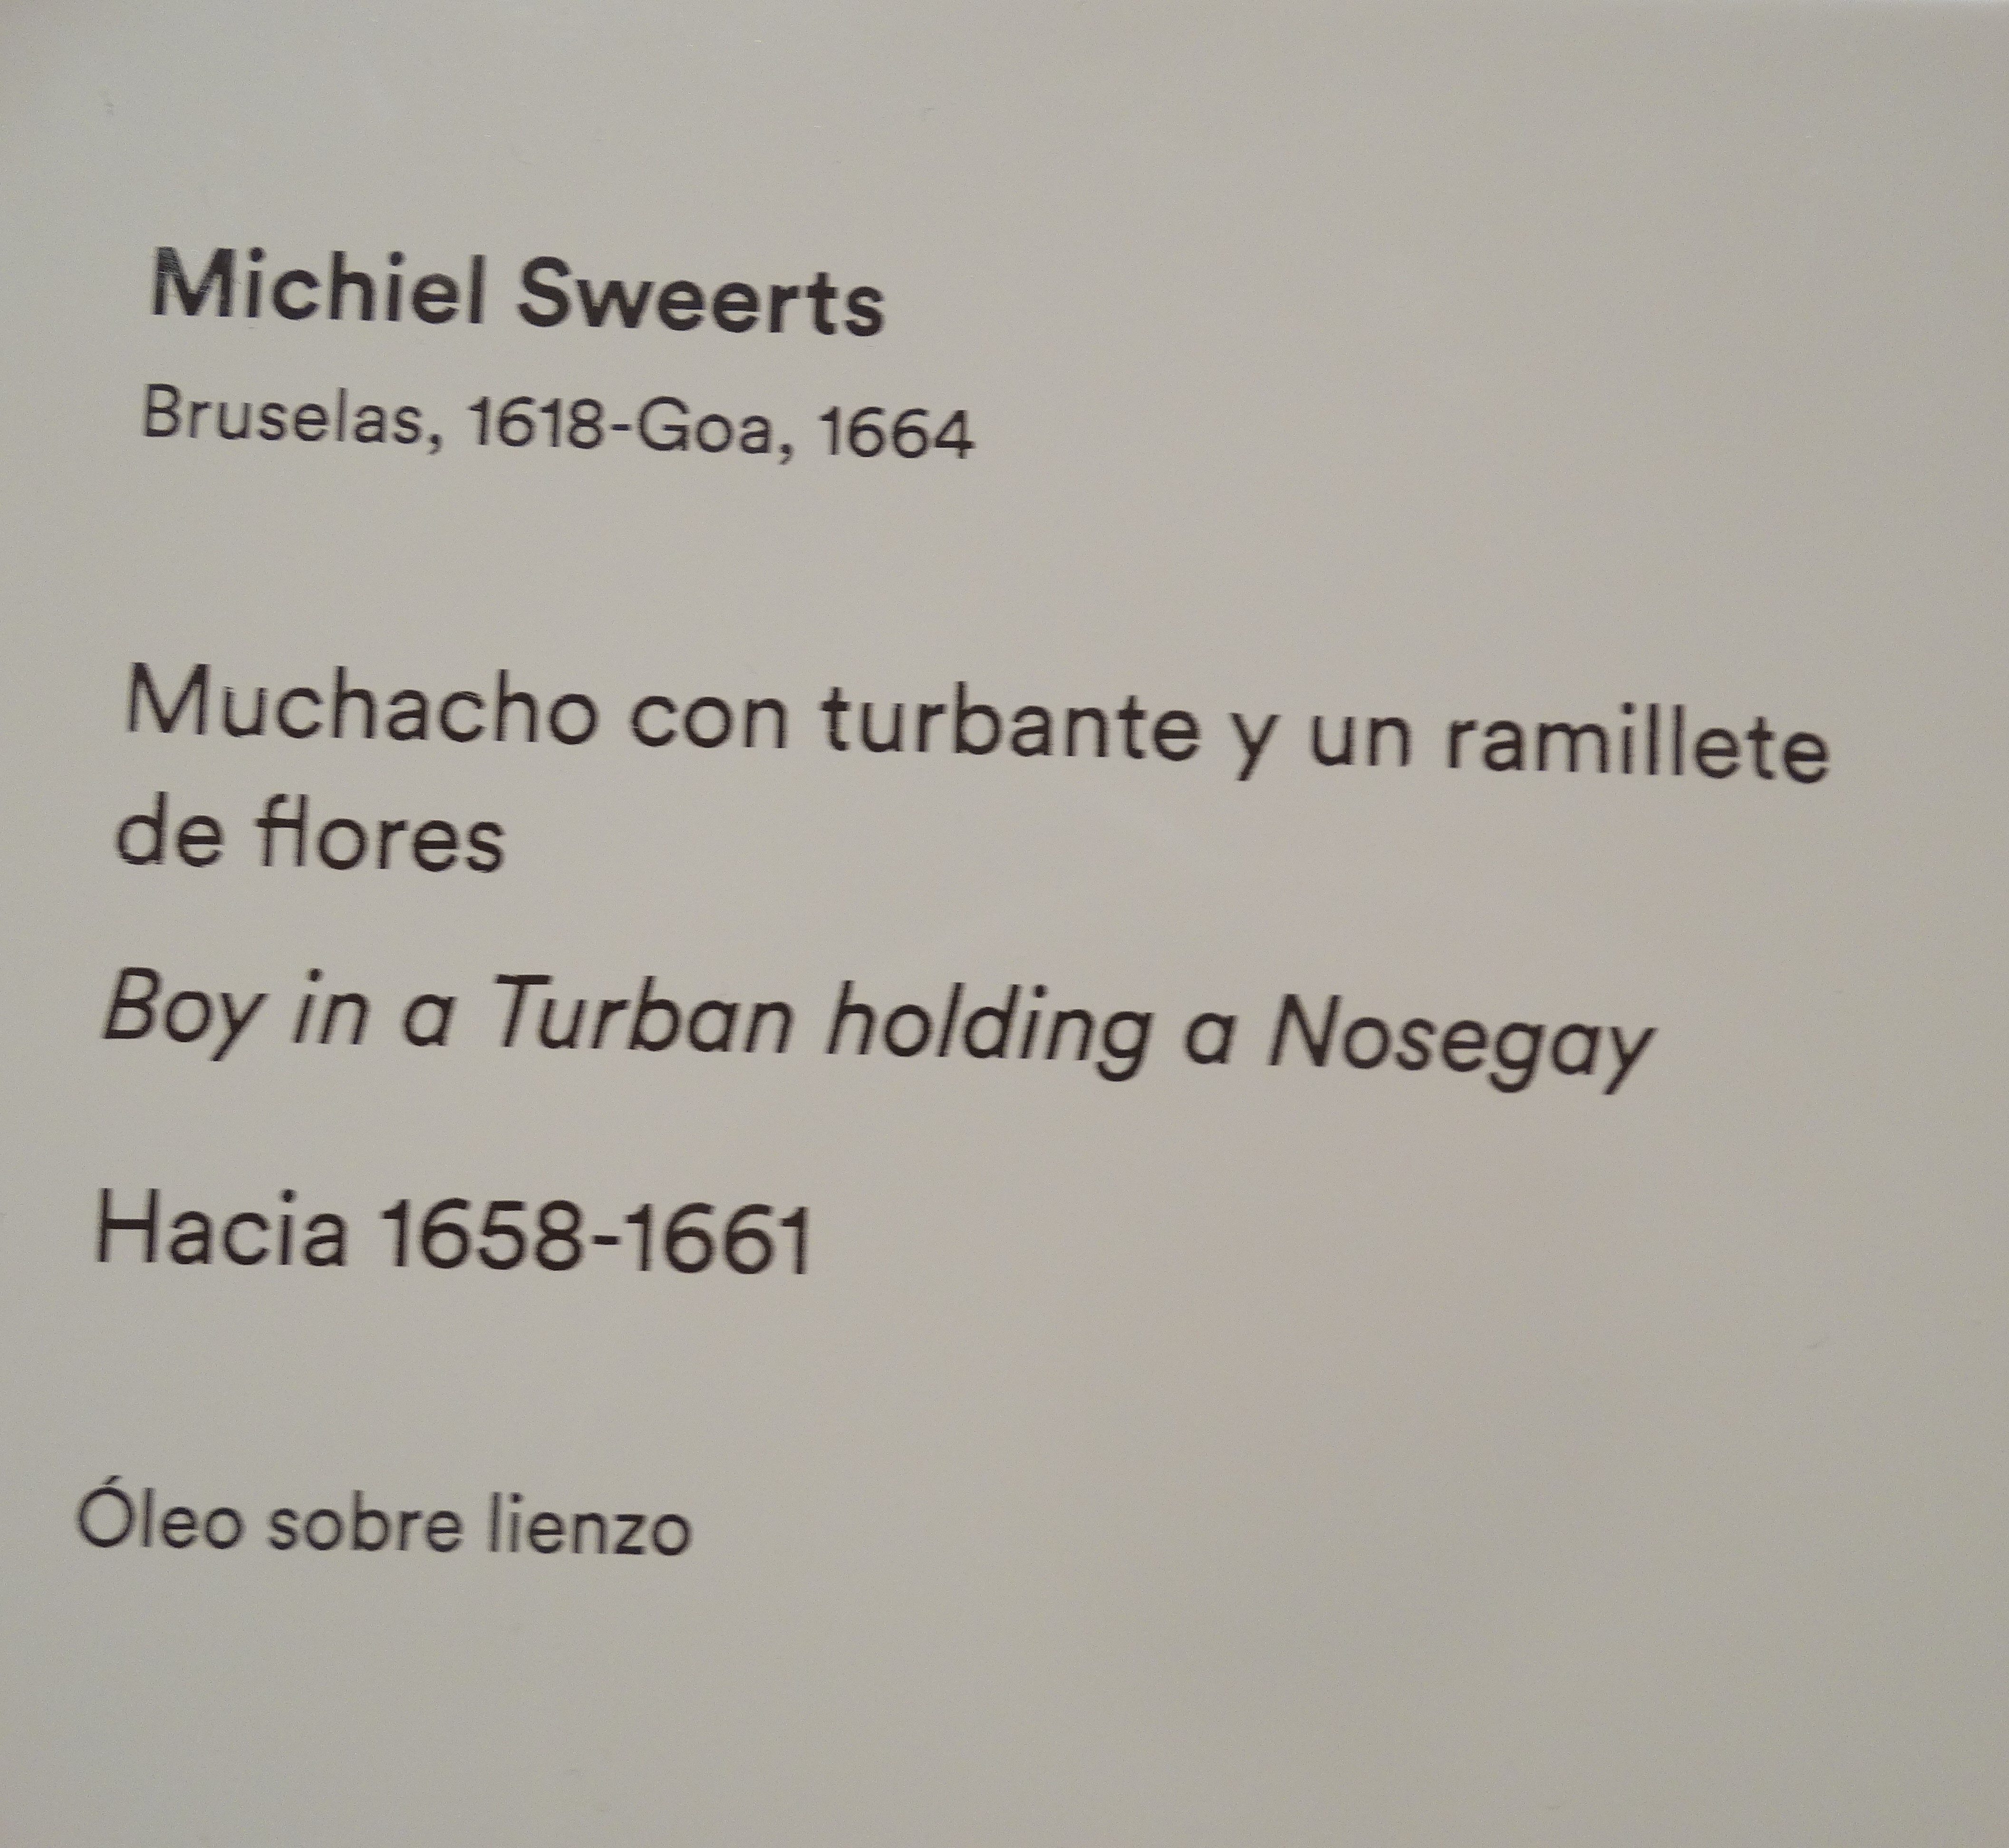 Michiel Sweerts
Bruselas, 1618-Goa, 1664
Muchacho con turbante y un ramillete
de flores
Boy in a Turban holding a Nosegay
Hacia 1658-1661
Óleo sobre lienzo